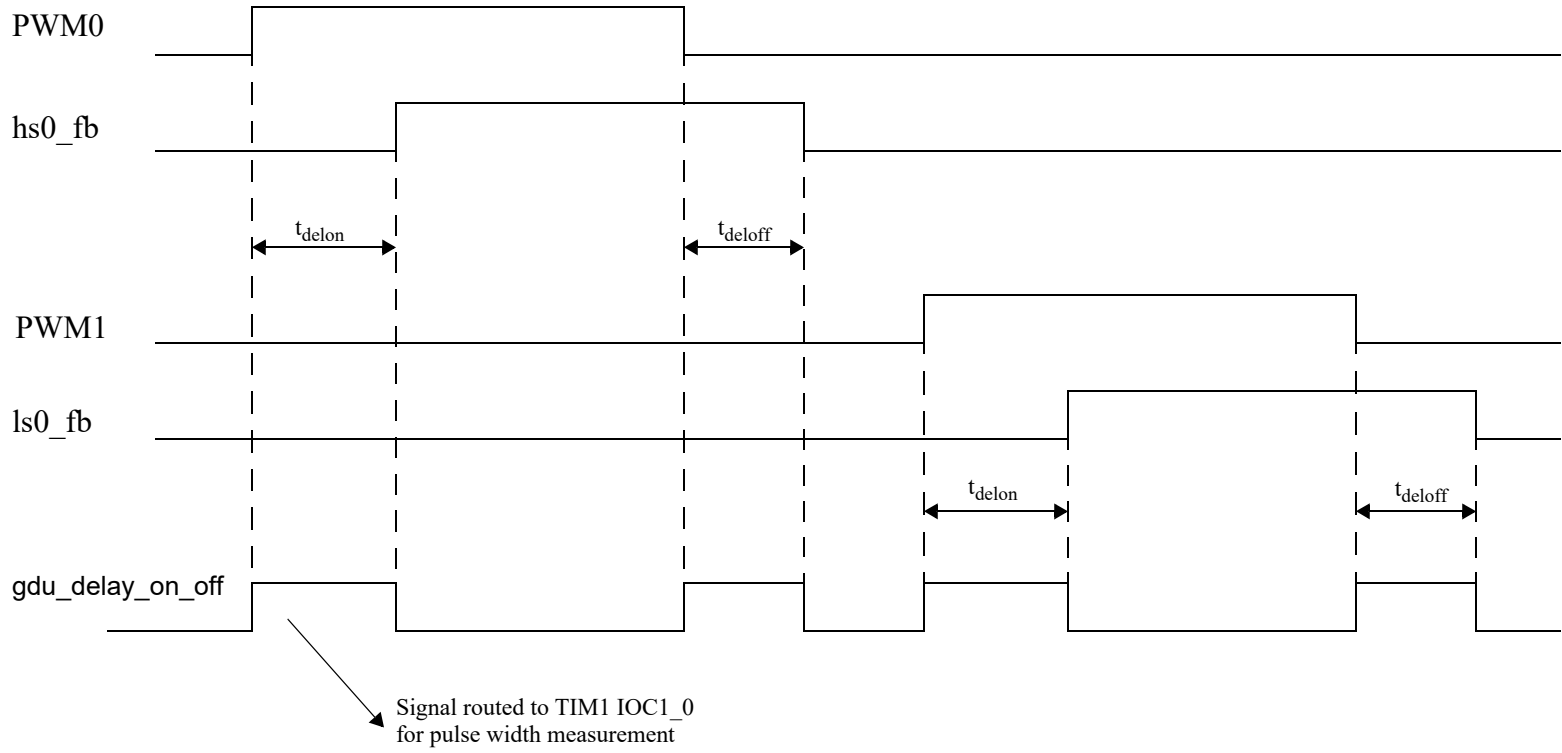 PWM0
hs0_fb
tdelon
tdeloff
PWM1
ls0_fb
tdelon
tdeloff
gdu_delay_on_off
Signal routed to TIM1 IOC1_0
for pulse width measurement